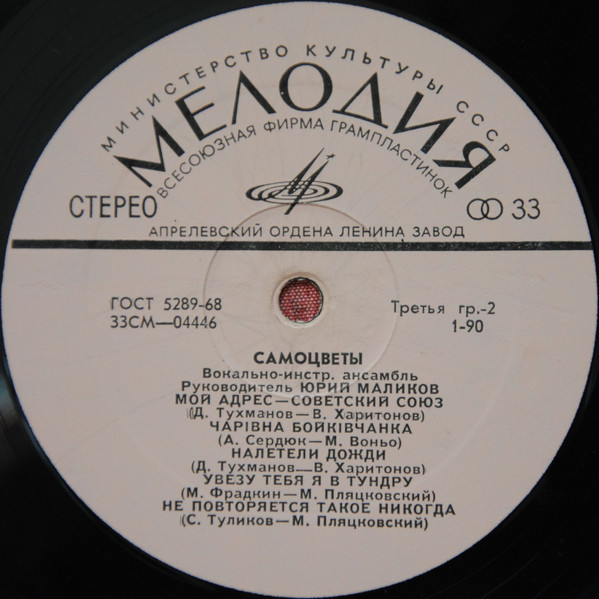 МИНИСТЕРСТВО КУЛЬТУРЫ СССР
МЕЛОДИЯ
ВСЕСОЮЗНАЯ ФИРМА ГРАМПЛАСТИНОК
СТЕРЕО
33
АПРЕЛЕВСКИЙ ОРДЕНА ЛЕНИНА ЗАВОД
ГОСТ 5289-68
Третья гр.-2
33СМ—04446
1-90
САМОЦВЕТЫ
Вокально-инстр. ансамбль
Руководитель ЮРИЙ МАЛИКОВ
МОЙ АДРЕС—СОВЕТСКИЙ СОЮЗ
(Д. Тухманов—В. Харитонов)
ЧАРІВНА БОЙКІВЧАНКА
(А. Сердюк—М. Воньо)
НАЛЕТЕЛИ ДОЖДИ
(Д. Тухманов—В. Харитонов)
УВЕЗУ ТЕБЯ Я В ТУНДРУ
(М. Фрадкин—М. Пляцковский)
НЕ ПОВТОРЯЕТСЯ ТАКОЕ НИКОГДА
(С. Туликов—М. Пляцковский)